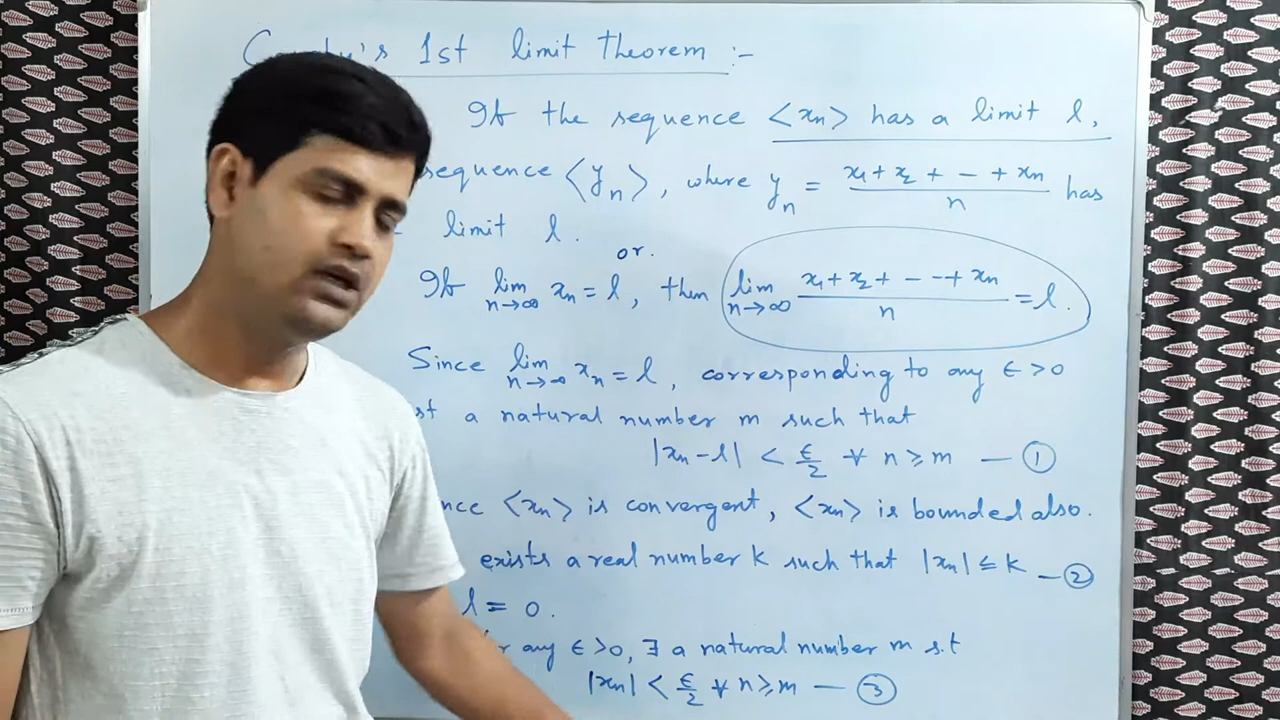 1st limit theorem :-
If the sequence <xn> has a limit l,
sequence <yn>, where yn = (x1 + x2 + - + xn)/n has
limit l.
or.
If lim n→∞ xn = l, then lim n→∞ (x1 + x2 + - - + xn)/n = l.
Since lim n→∞ xn = l, corresponding to any ϵ > 0
st a natural number m such that
|xn - l| < ϵ/2 ∀ n ≥ m — ①
nce <xn> is convergent, <xn> is bounded also.
exists a real number k such that |xn| ≤ k — ②
l = 0.
any ϵ > 0, ∃ a natural number m s.t
|xn| < ϵ/2 ∀ n ≥ m — ③